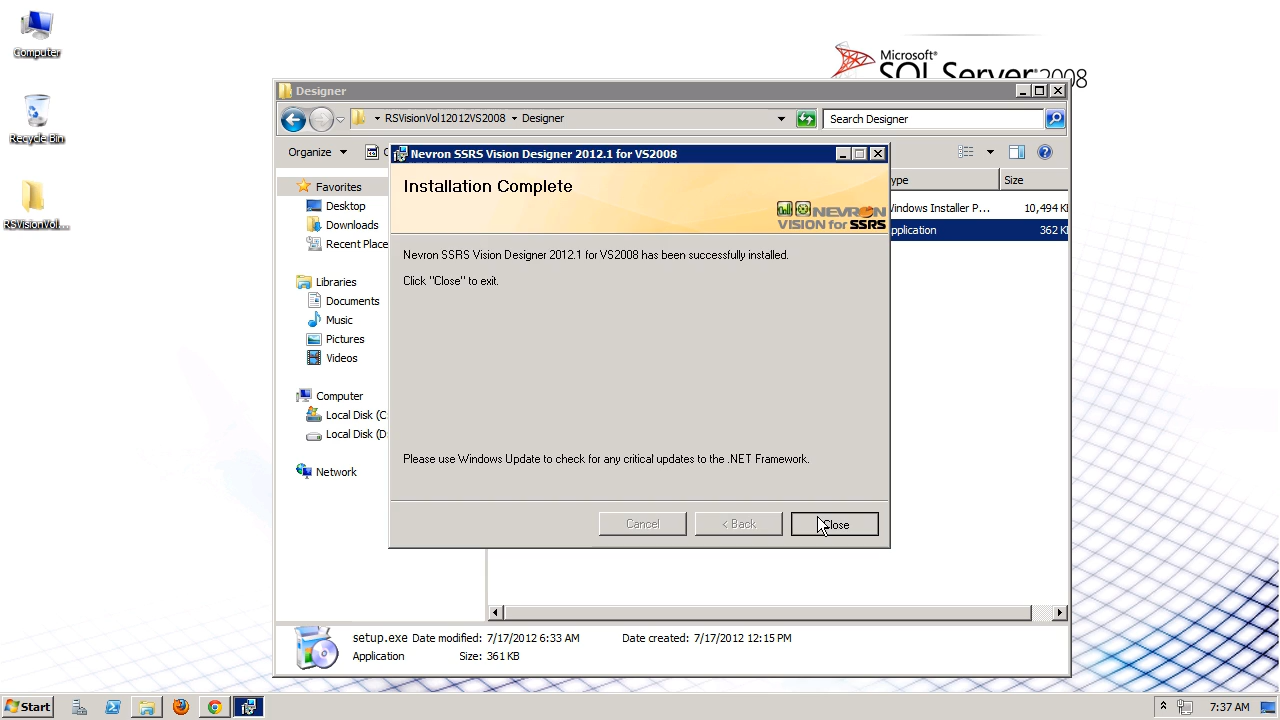 Computer
Recycle Bin
RSVisionVol...
Microsoft®
SQL Server®2008
Designer
RSVisionVol12012VS2008 Designer
Search Designer
Organize
Nevron SSRS Vision Designer 2012.1 for VS2008
Installation Complete
NEVRON
VISION for SSRS
Nevron SSRS Vision Designer 2012.1 for VS2008 has been successfully installed.
Click "Close" to exit.
Please use Windows Update to check for any critical updates to the .NET Framework.
Cancel
< Back
Close
Favorites
Desktop
Downloads
Recent Place
Libraries
Documents
Music
Pictures
Videos
Computer
Local Disk (C
Local Disk (D
Network
ype Size
indows Installer P... 10,494 K
pplication 362 K
setup.exe Date modified: 7/17/2012 6:33 AM Date created: 7/17/2012 12:15 PM
Application Size: 361 KB
Start
7:37 AM